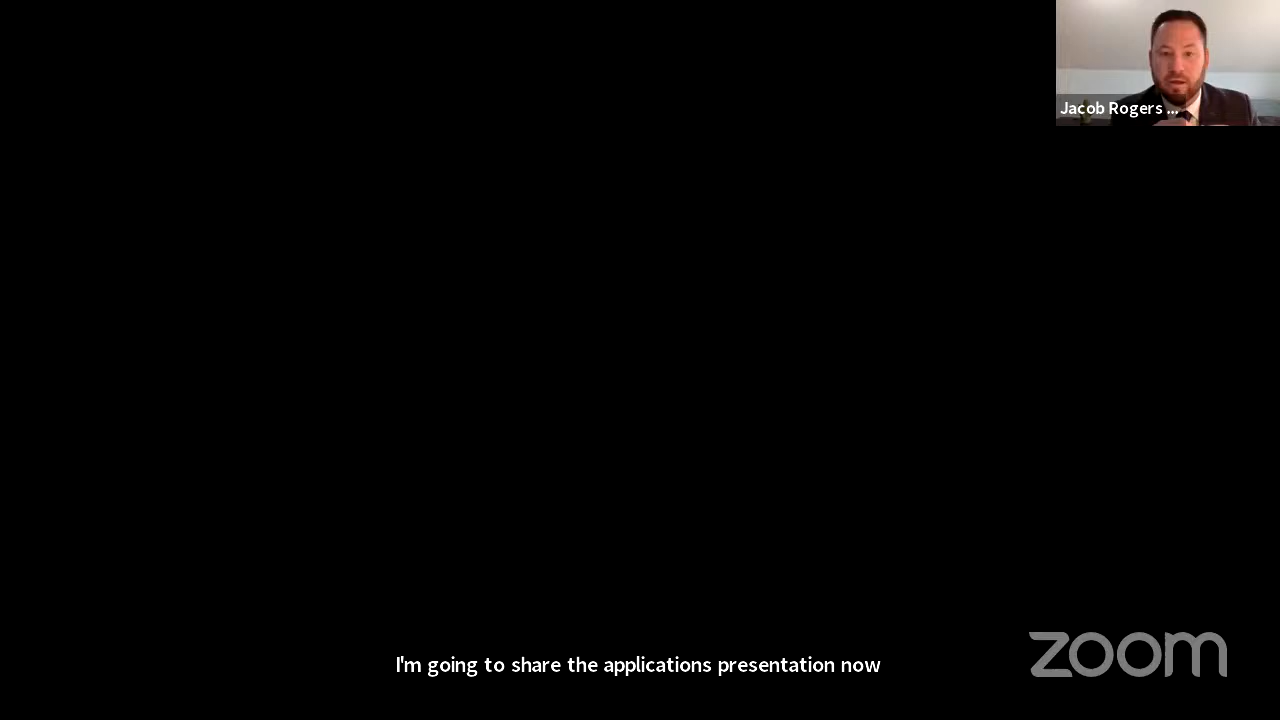 Jacob Rogers ...
I'm going to share the applications presentation now
zoom